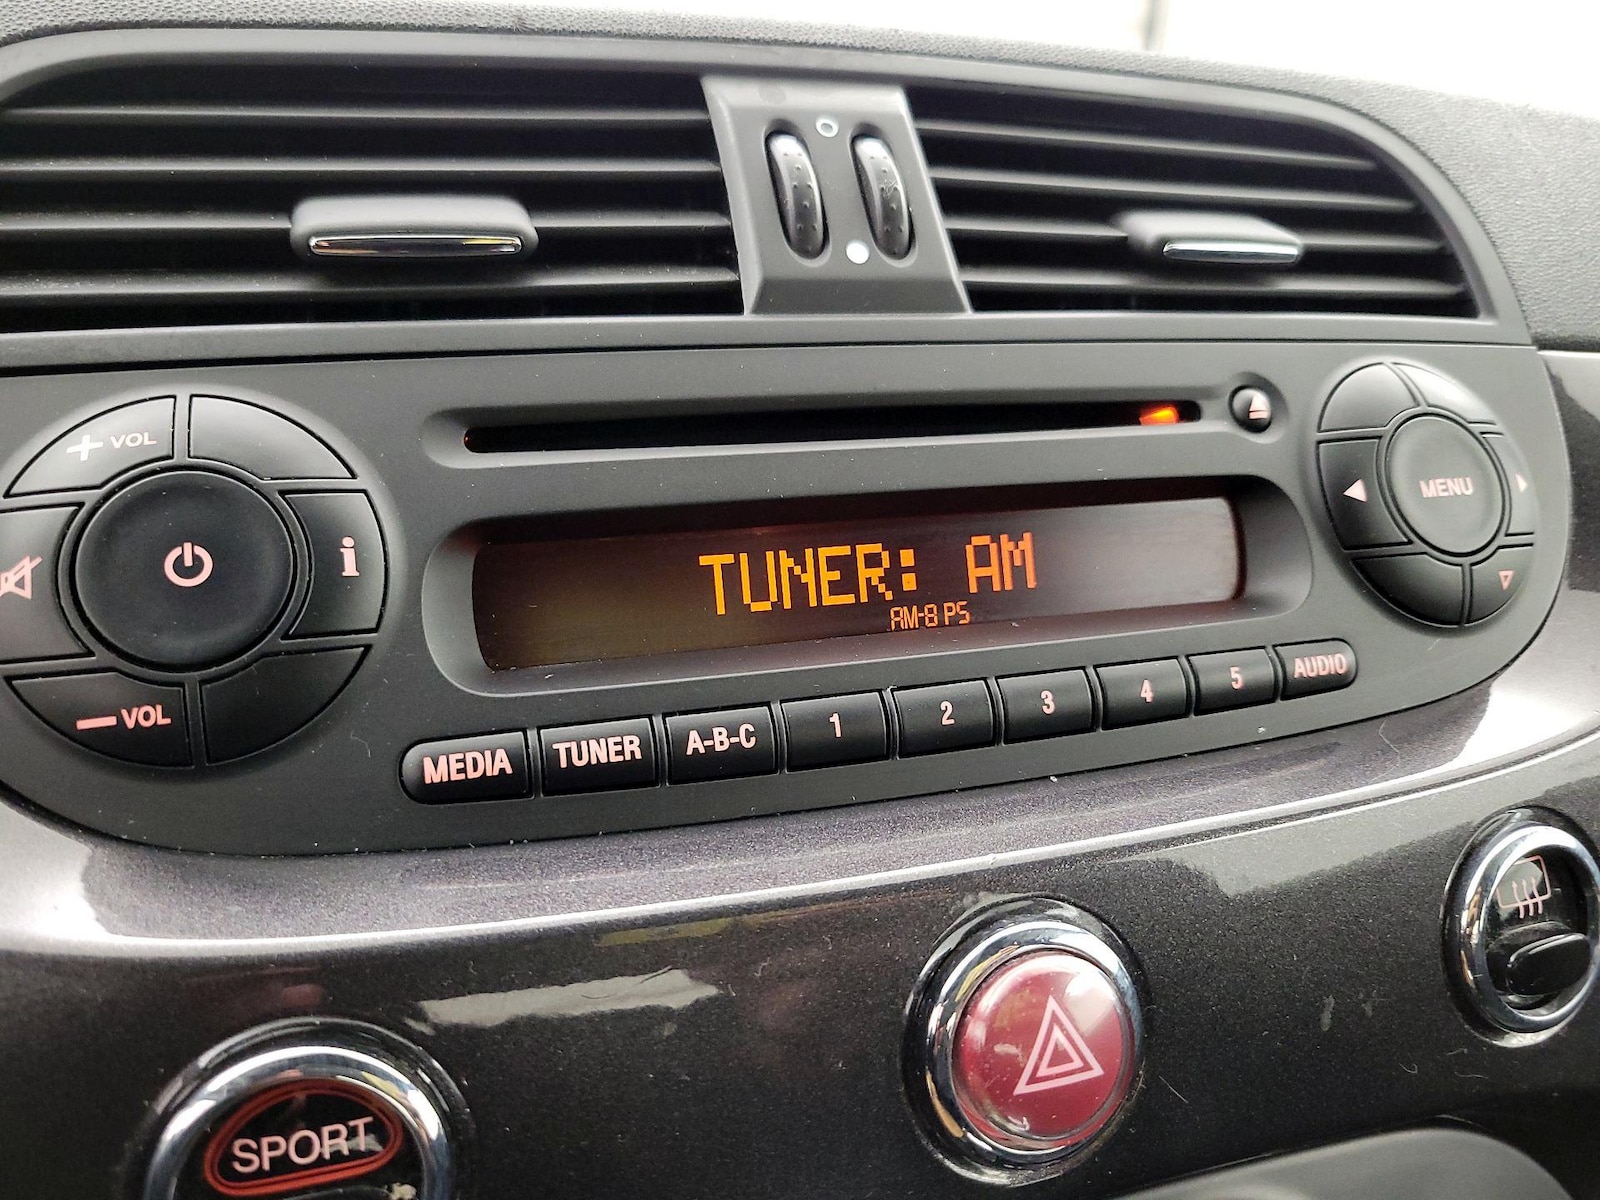 + VOL
i
MENU
TUNER: AM
AM-8 PS
— VOL
MEDIA
TUNER
A-B-C
1
2
3
4
5
AUDIO
SPORT